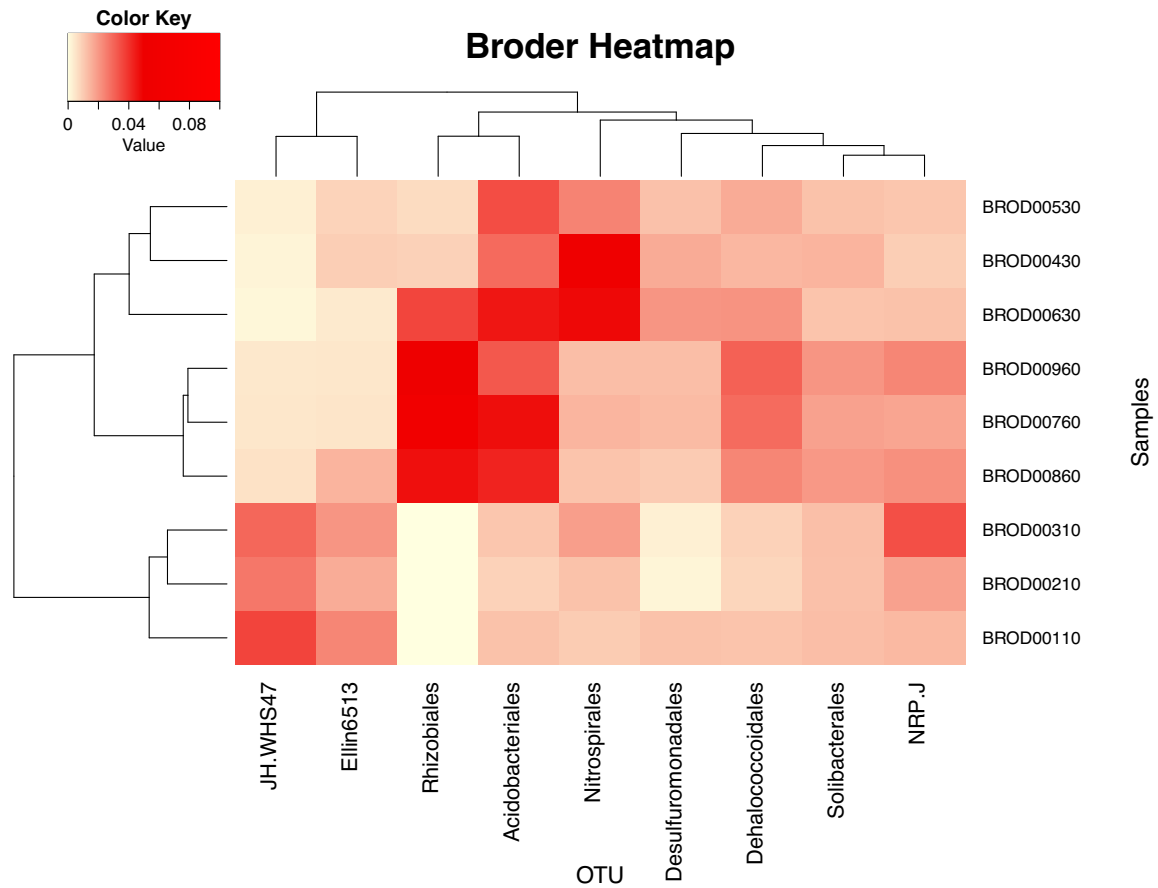 Color Key
0 0.04 0.08
Value
Broder Heatmap
BROD00530
BROD00430
BROD00630
BROD00960
BROD00760
BROD00860
BROD00310
BROD00210
BROD00110
Samples
JH.WHS47
Ellin6513
Rhizobiales
Acidobacteriales
Nitrospirales
Desulfuromonadales
Dehalococcoidales
Solibacterales
NRP.J
OTU